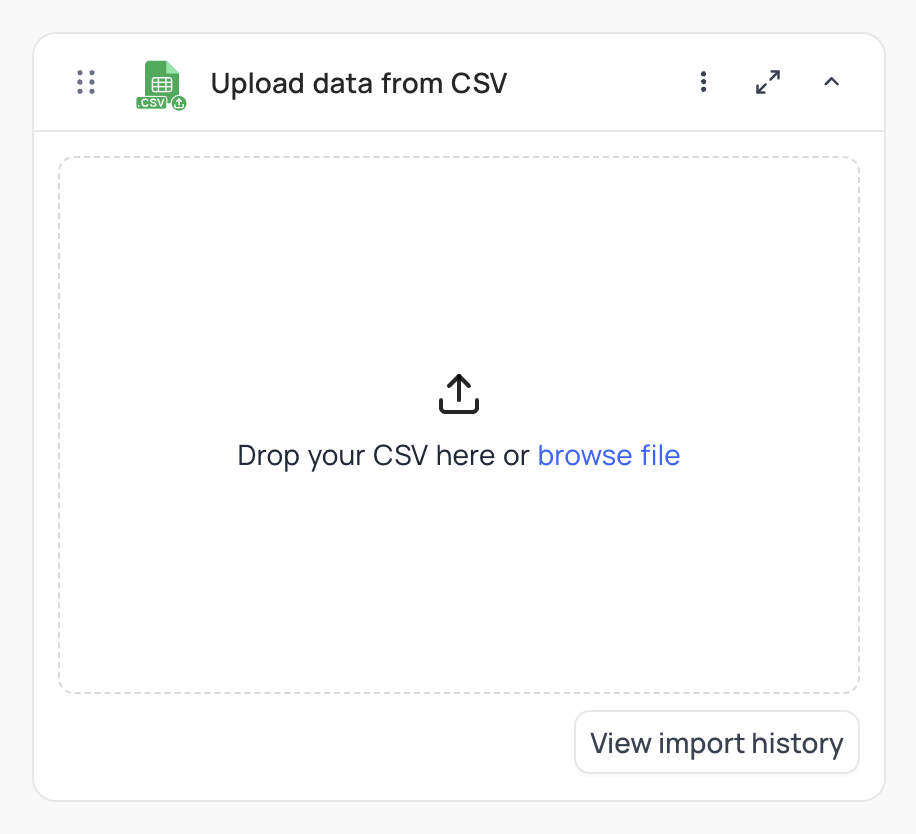 Upload data from CSV
.CSV
Drop your CSV here or browse file
View import history